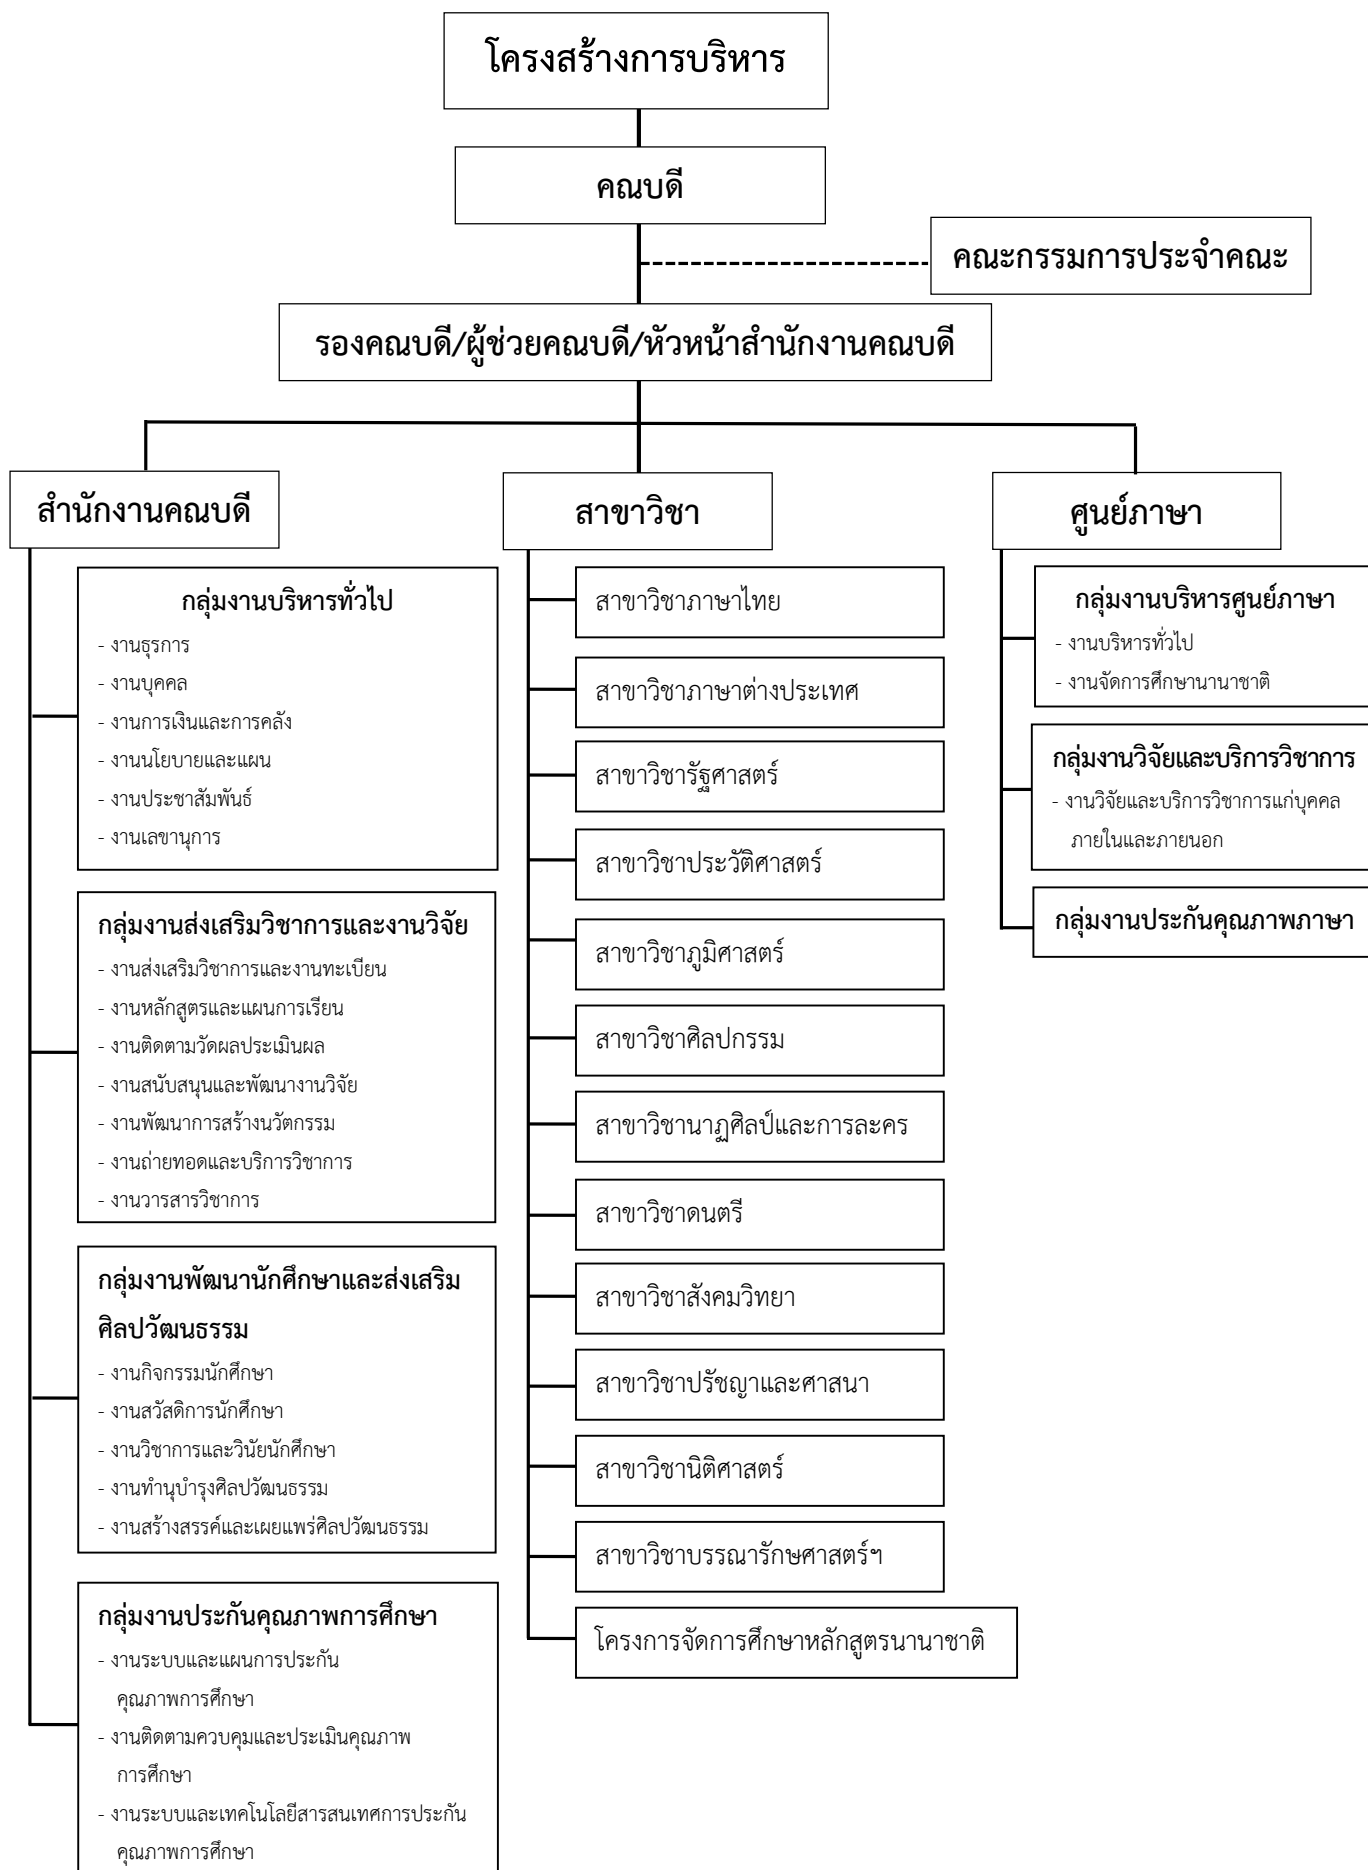 โครงสร้างการบริหาร
คณบดี
คณะกรรมการประจำคณะ
รองคณบดี/ผู้ช่วยคณบดี/หัวหน้าสำนักงานคณบดี
สำนักงานคณบดี
กลุ่มงานบริหารทั่วไป
- งานธุรการ
- งานบุคคล
- งานการเงินและการคลัง
- งานนโยบายและแผน
- งานประชาสัมพันธ์
- งานเลขานุการ
กลุ่มงานส่งเสริมวิชาการและงานวิจัย
- งานส่งเสริมวิชาการและงานทะเบียน
- งานหลักสูตรและแผนการเรียน
- งานติดตามวัดผลประเมินผล
- งานสนับสนุนและพัฒนางานวิจัย
- งานพัฒนาการสร้างนวัตกรรม
- งานถ่ายทอดและบริการวิชาการ
- งานวารสารวิชาการ
กลุ่มงานพัฒนานักศึกษาและส่งเสริม
ศิลปวัฒนธรรม
- งานกิจกรรมนักศึกษา
- งานสวัสดิการนักศึกษา
- งานวิชาการและวินัยนักศึกษา
- งานทำนุบำรุงศิลปวัฒนธรรม
- งานสร้างสรรค์และเผยแพร่ศิลปวัฒนธรรม
กลุ่มงานประกันคุณภาพการศึกษา
- งานระบบและแผนการประกัน
คุณภาพการศึกษา
- งานติดตามควบคุมและประเมินคุณภาพ
การศึกษา
- งานระบบและเทคโนโลยีสารสนเทศการประกัน
คุณภาพการศึกษา
สาขาวิชา
สาขาวิชาภาษาไทย
สาขาวิชาภาษาต่างประเทศ
สาขาวิชารัฐศาสตร์
สาขาวิชาประวัติศาสตร์
สาขาวิชาภูมิศาสตร์
สาขาวิชาศิลปกรรม
สาขาวิชานาฏศิลป์และการละคร
สาขาวิชาดนตรี
สาขาวิชาสังคมวิทยา
สาขาวิชาปรัชญาและศาสนา
สาขาวิชานิติศาสตร์
สาขาวิชาบรรณารักษศาสตร์ฯ
โครงการจัดการศึกษาหลักสูตรนานาชาติ
ศูนย์ภาษา
กลุ่มงานบริหารศูนย์ภาษา
- งานบริหารทั่วไป
- งานจัดการศึกษานานาชาติ
กลุ่มงานวิจัยและบริการวิชาการ
- งานวิจัยและบริการวิชาการแก่บุคคล
ภายในและภายนอก
กลุ่มงานประกันคุณภาพภาษา